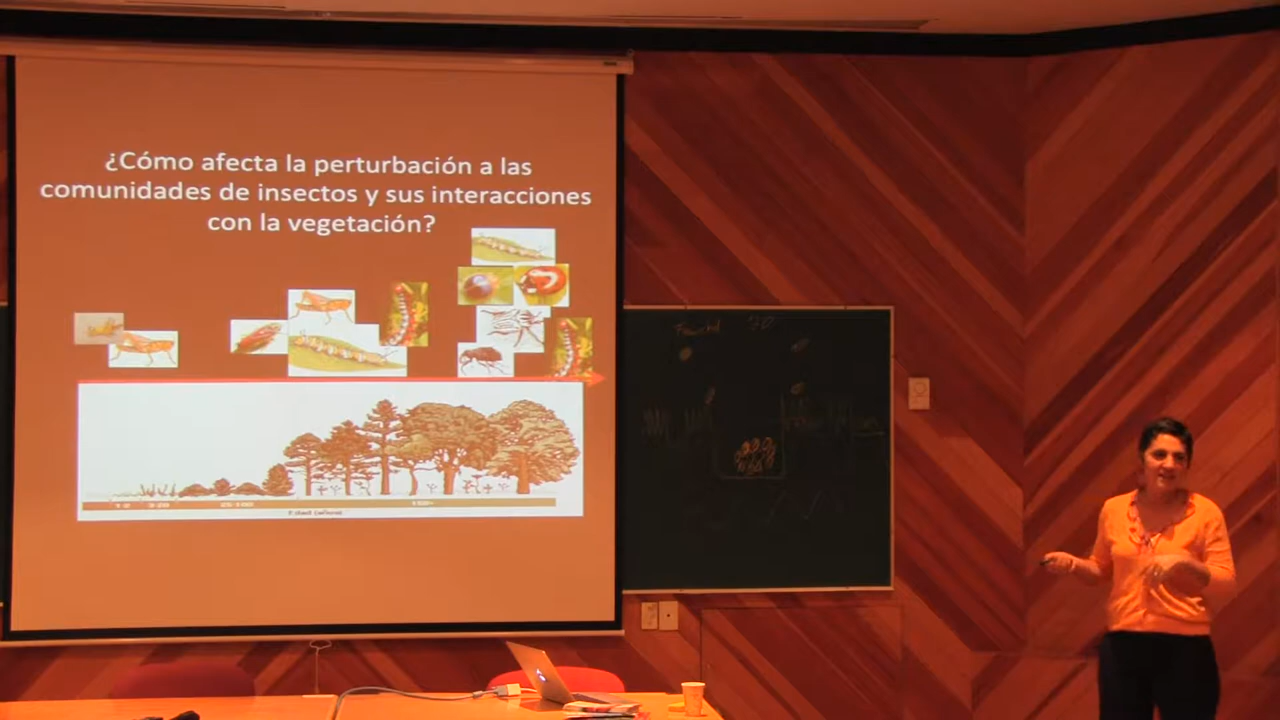 ¿Cómo afecta la perturbación a las
comunidades de insectos y sus interacciones
con la vegetación?